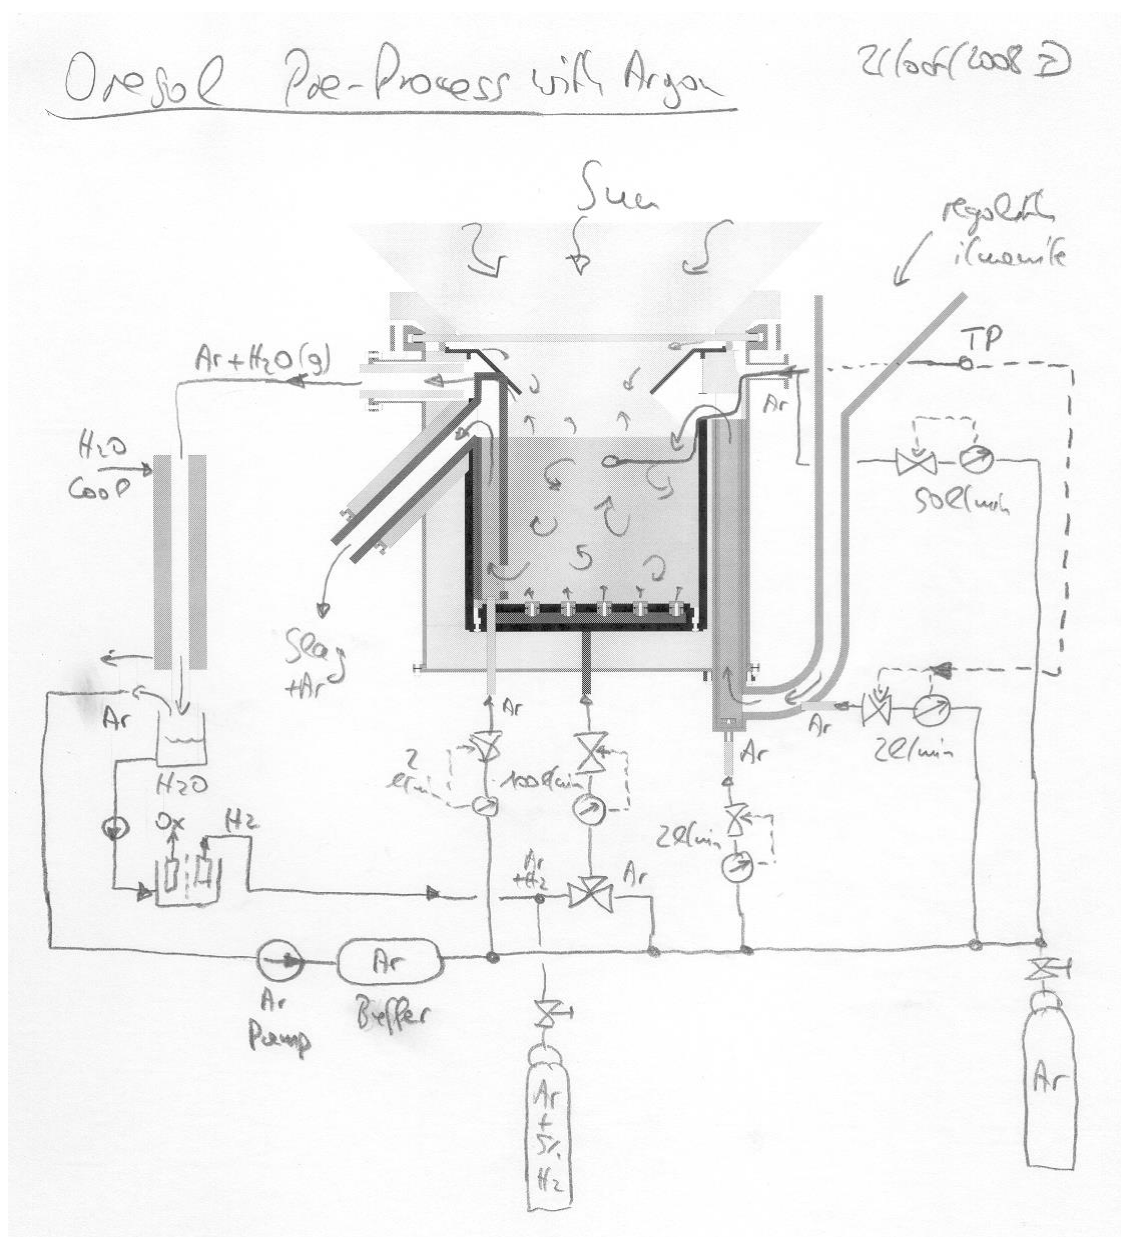 Oresol Pre-Process with Argon
21/oct/2008
Sun
regolith
ilmenite
TP
Ar+H2O(g)
Ar
H2O
Cool
50l/min
Slag
+Ar
Ar
Ar
Ar
Ar
2l/min
2
l/min
100l/min
H2O
Ox
H2
2l/min
Ar
+H2
Ar
Ar
Ar
Pump
Buffer
Ar
+
5%
H2
Ar